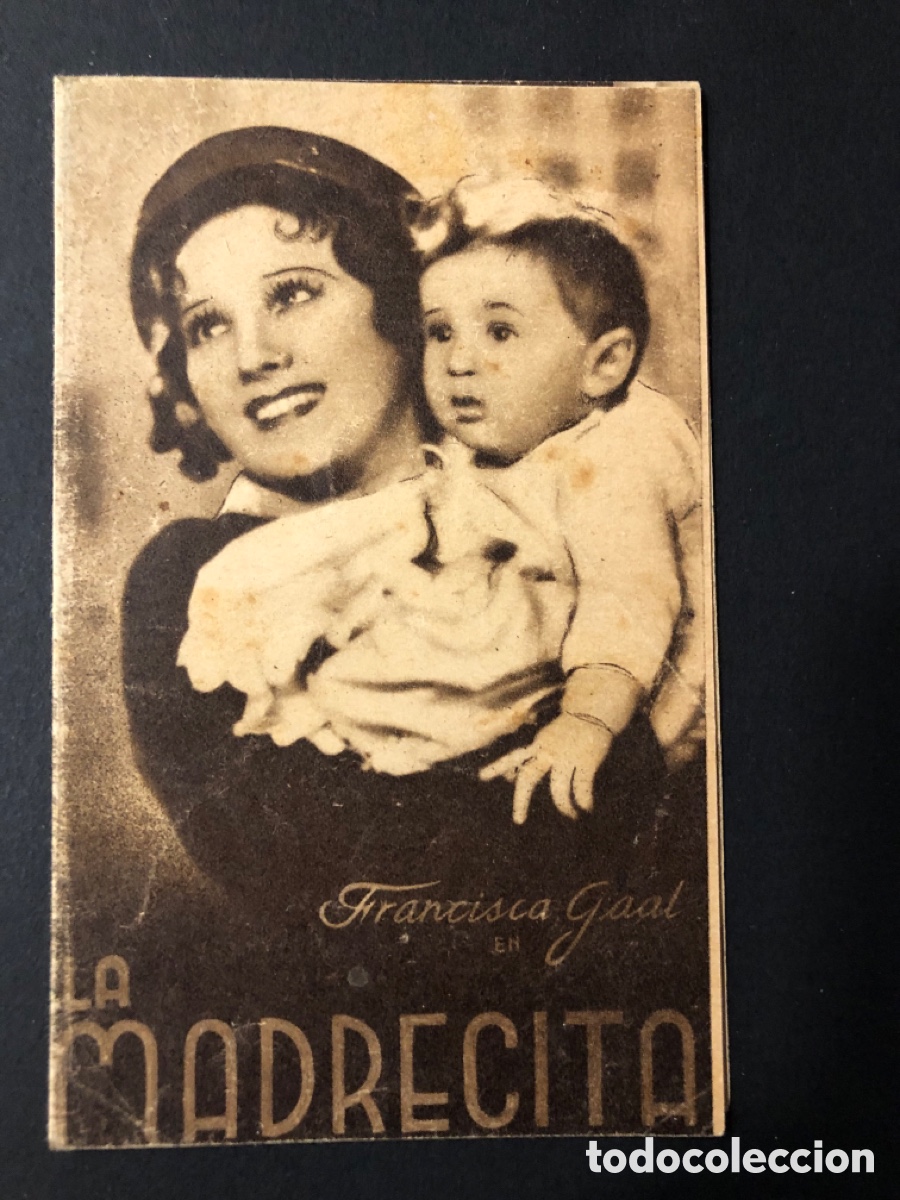 Francisca Gaal
EN
LA
MADRECITA
todocoleccion